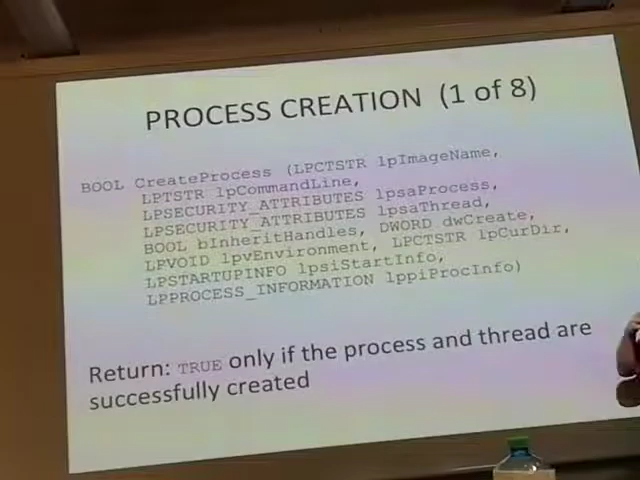 PROCESS CREATION (1 of 8)
BOOL CreateProcess (LPCTSTR lpImageName,
LPTSTR lpCommandLine,
LPSECURITY_ATTRIBUTES lpsaProcess,
LPSECURITY_ATTRIBUTES lpsaThread,
BOOL bInheritHandles, DWORD dwCreate,
LPVOID lpvEnvironment, LPCTSTR lpCurDir,
LPSTARTUPINFO lpsiStartInfo,
LPPROCESS_INFORMATION lppiProcInfo)
Return: TRUE only if the process and thread are
successfully created